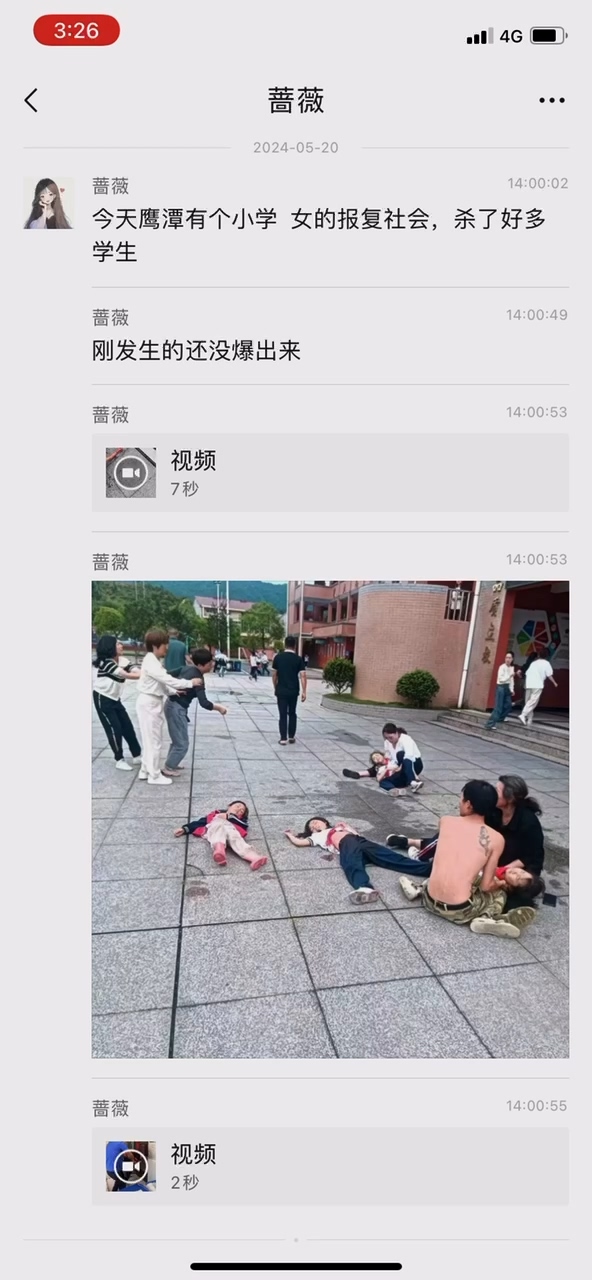 3:26
4G
蔷薇
2024-05-20
蔷薇
14:00:02
今天鹰潭有个小学 女的报复社会，杀了好多
学生
蔷薇
14:00:49
刚发生的还没爆出来
蔷薇
14:00:53
视频
7秒
蔷薇
14:00:53
蔷薇
14:00:55
视频
2秒